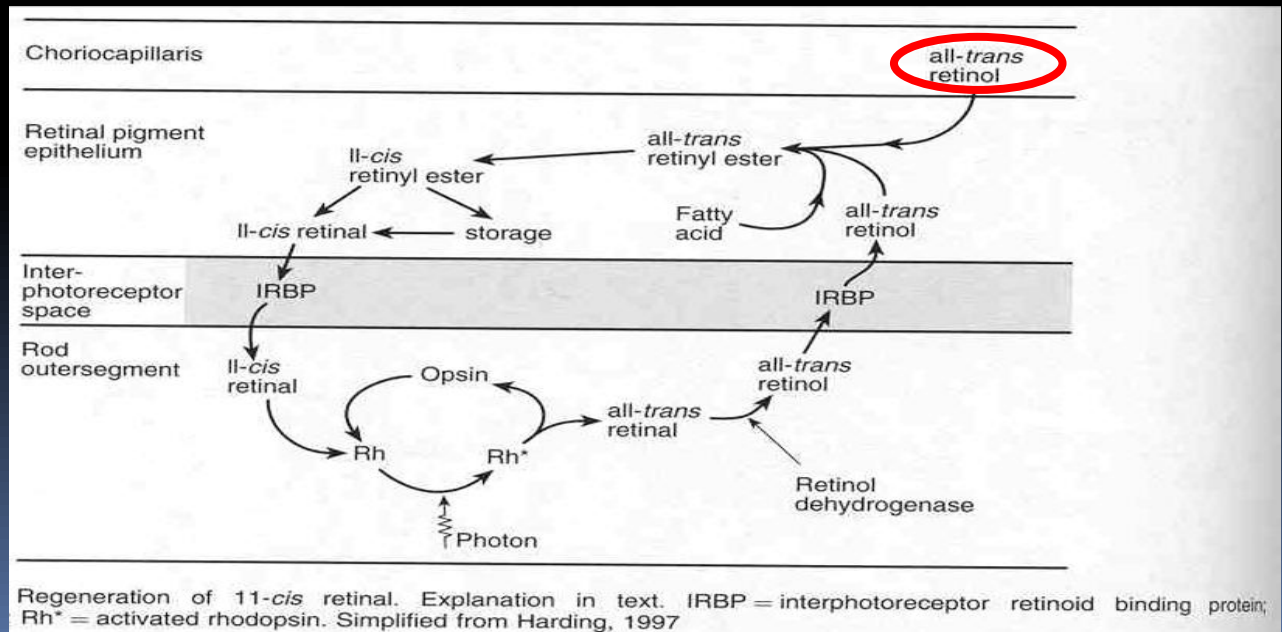 Choriocapillaris
all-trans
retinol
Retinal pigment
epithelium
all-trans
retinyl ester
ll-cis
retinyl ester
Fatty
acid
all-trans
retinol
ll-cis retinal
storage
Inter-
photoreceptor
space
IRBP
IRBP
Rod
outersegment
ll-cis
retinal
Opsin
all-trans
retinal
all-trans
retinol
Rh
Rh*
Retinol
dehydrogenase
Photon
Regeneration of 11-cis retinal. Explanation in text. IRBP = interphotoreceptor retinoid binding protein;
Rh* = activated rhodopsin. Simplified from Harding, 1997